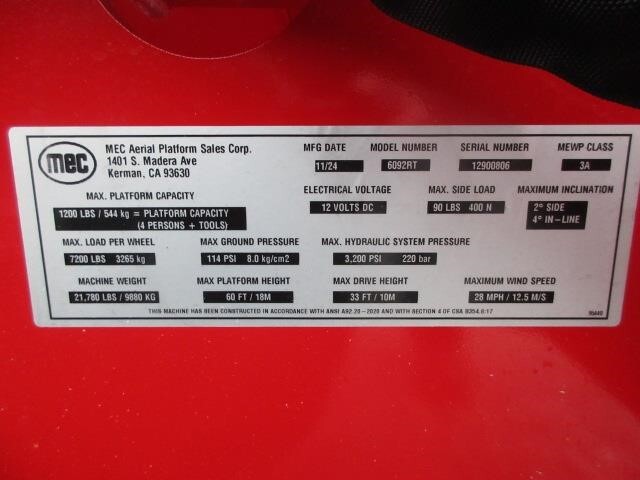 mec
MEC Aerial Platform Sales Corp.
1401 S. Madera Ave
Kerman, CA 93630
MFG DATE
11/24
MODEL NUMBER
6092RT
SERIAL NUMBER
12900806
MEWP CLASS
3A
MAX. PLATFORM CAPACITY
1200 LBS / 544 kg = PLATFORM CAPACITY
(4 PERSONS + TOOLS)
ELECTRICAL VOLTAGE
12 VOLTS DC
MAX. SIDE LOAD
90 LBS 400 N
MAXIMUM INCLINATION
2° SIDE
4° IN-LINE
MAX. LOAD PER WHEEL
7200 LBS 3265 kg
MAX GROUND PRESSURE
114 PSI 8.0 kg/cm2
MAX. HYDRAULIC SYSTEM PRESSURE
3,200 PSI 220 bar
MACHINE WEIGHT
21,780 LBS / 9880 KG
MAX PLATFORM HEIGHT
60 FT / 18M
MAX DRIVE HEIGHT
33 FT / 10M
MAXIMUM WIND SPEED
28 MPH / 12.5 M/S
THIS MACHINE HAS BEEN CONSTRUCTED IN ACCORDANCE WITH ANSI A92.20 - 2020 AND WITH SECTION 4 OF CSA B354.6:17